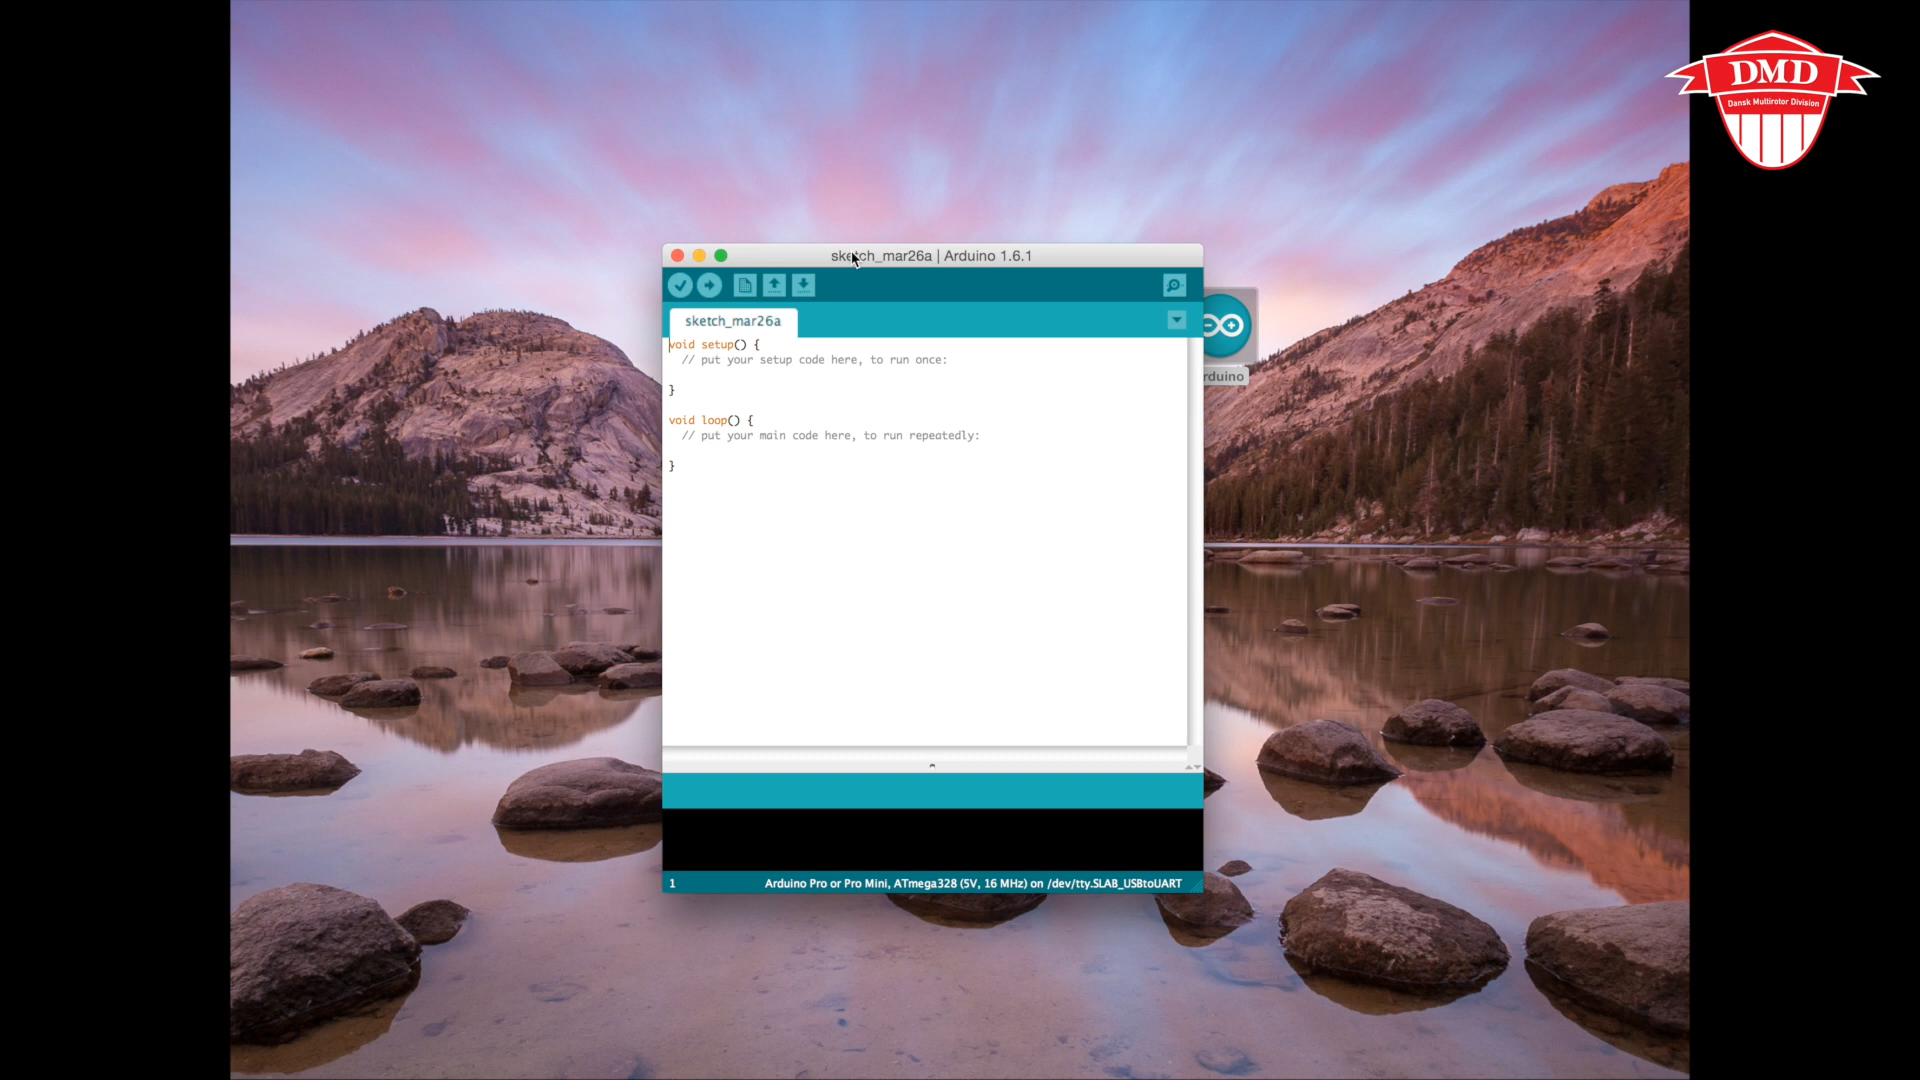 DMD
Dansk Multirotor Division
sketch_mar26a | Arduino 1.6.1
sketch_mar26a
void setup() {
  // put your setup code here, to run once:
}
void loop() {
  // put your main code here, to run repeatedly:
}
rduino
1 Arduino Pro or Pro Mini, ATmega328 (5V, 16 MHz) on /dev/tty.SLAB_USBtoUART